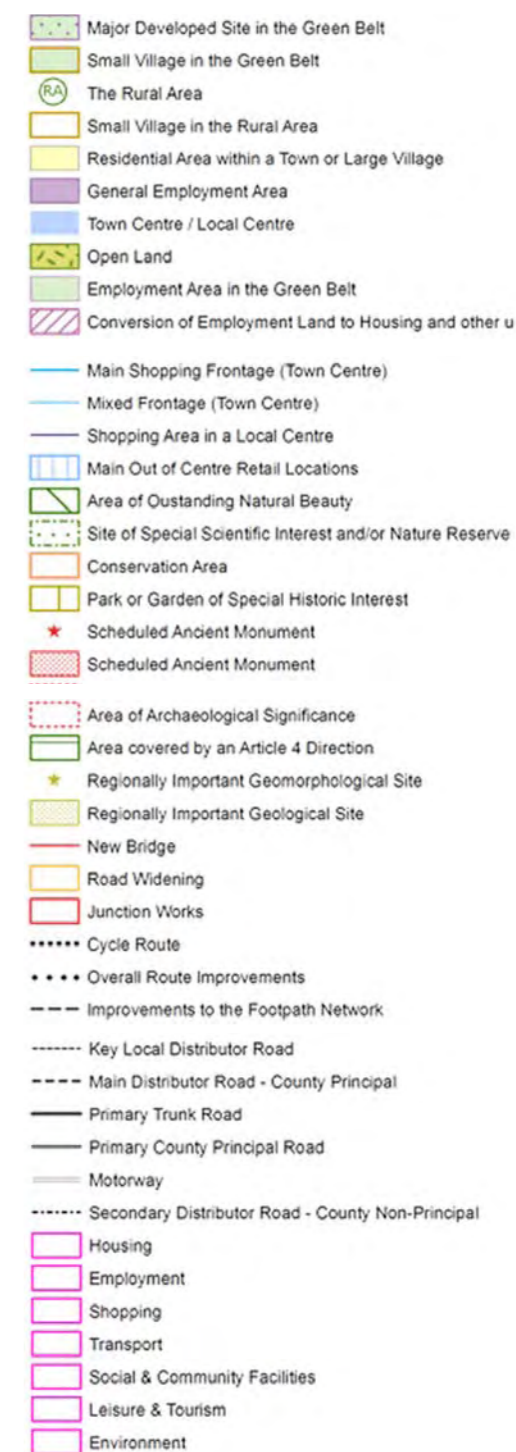 Major Developed Site in the Green Belt
Small Village in the Green Belt
RA The Rural Area
Small Village in the Rural Area
Residential Area within a Town or Large Village
General Employment Area
Town Centre / Local Centre
Open Land
Employment Area in the Green Belt
Conversion of Employment Land to Housing and other u
Main Shopping Frontage (Town Centre)
Mixed Frontage (Town Centre)
Shopping Area in a Local Centre
Main Out of Centre Retail Locations
Area of Oustanding Natural Beauty
Site of Special Scientific Interest and/or Nature Reserve
Conservation Area
Park or Garden of Special Historic Interest
Scheduled Ancient Monument
Scheduled Ancient Monument
Area of Archaeological Significance
Area covered by an Article 4 Direction
Regionally Important Geomorphological Site
Regionally Important Geological Site
New Bridge
Road Widening
Junction Works
Cycle Route
Overall Route Improvements
Improvements to the Footpath Network
Key Local Distributor Road
Main Distributor Road - County Principal
Primary Trunk Road
Primary County Principal Road
Motorway
Secondary Distributor Road - County Non-Principal
Housing
Employment
Shopping
Transport
Social & Community Facilities
Leisure & Tourism
Environment